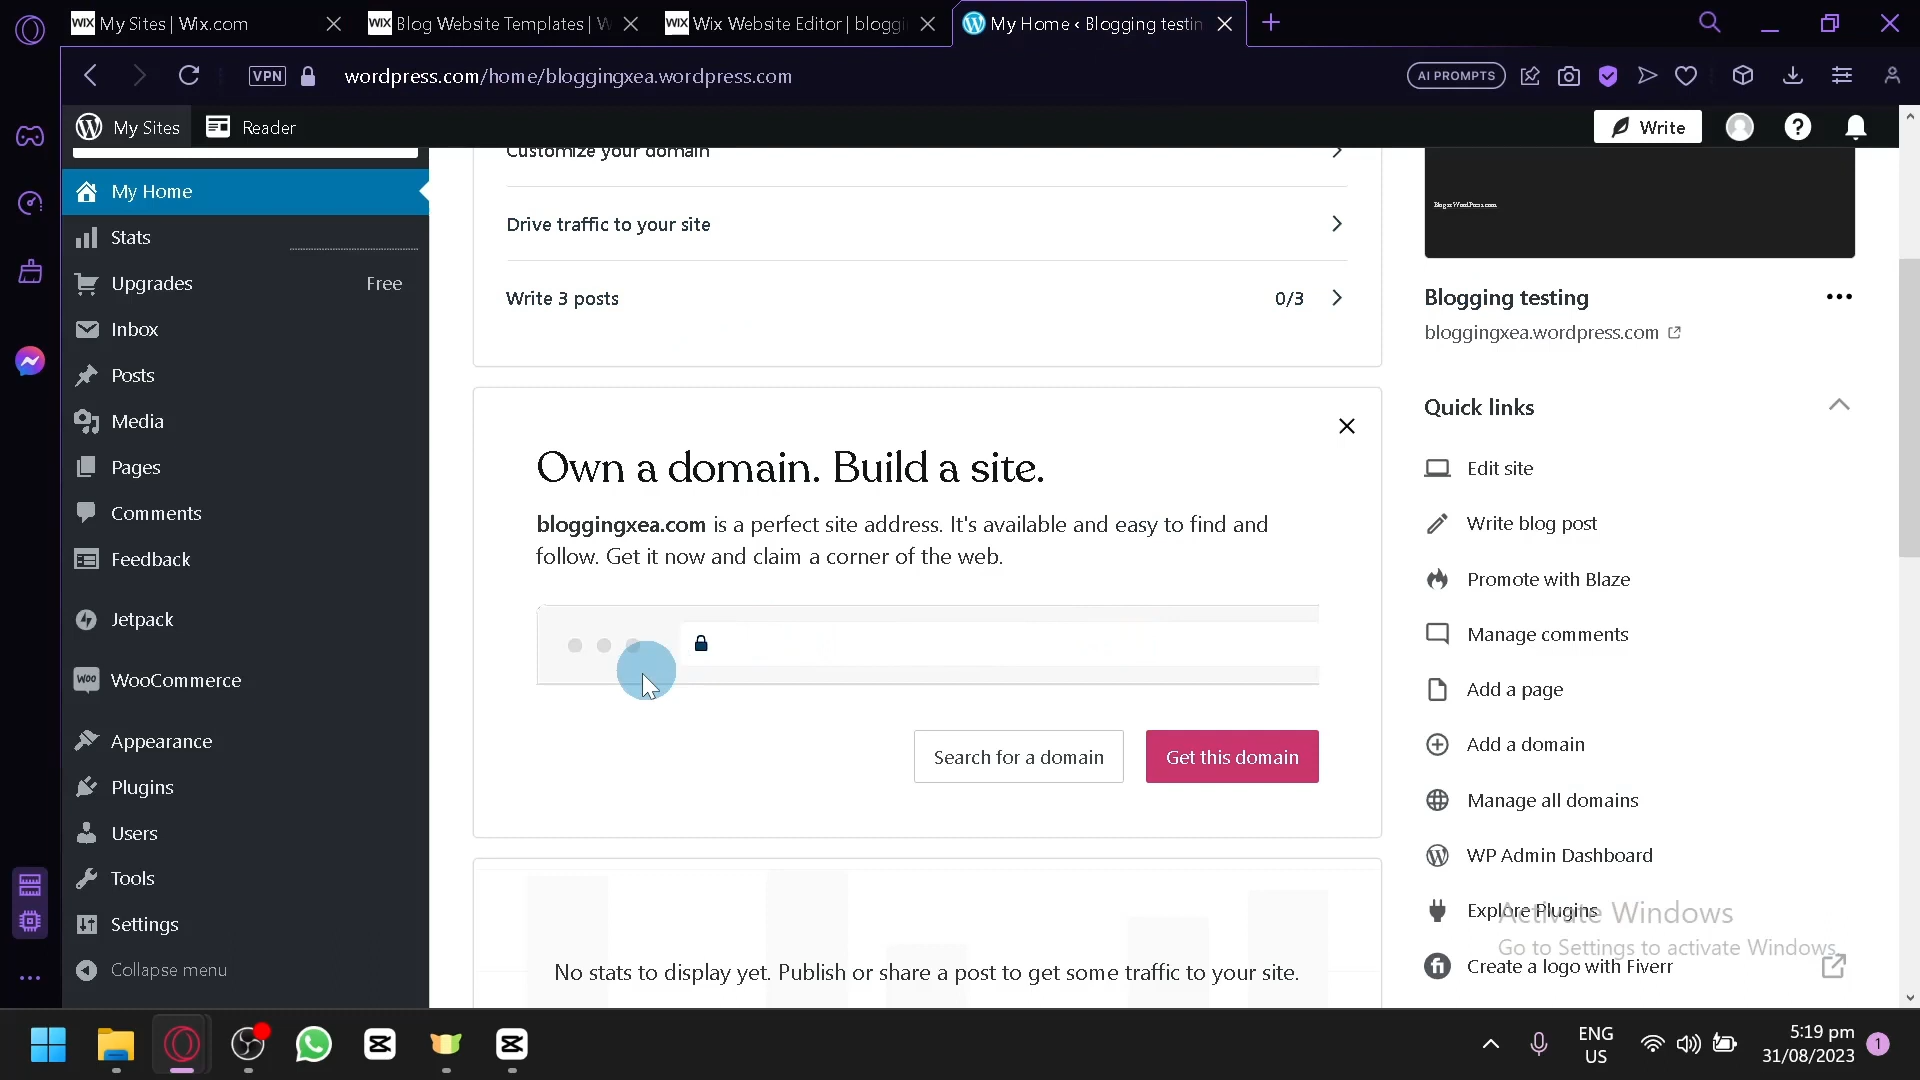 WIX My Sites | Wix.com
WIX Blog Website Templates | W
WIX Wix Website Editor | bloggi
My Home ‹ Blogging testin
VPN
wordpress.com/home/bloggingxea.wordpress.com
AI PROMPTS
My Sites
Reader
Write
My Home
Stats
Upgrades
Free
Inbox
Posts
Media
Pages
Comments
Feedback
Jetpack
WOO WooCommerce
Appearance
Plugins
Users
Tools
Settings
Collapse menu
Customize your domain
Drive traffic to your site
Write 3 posts
0/3
Own a domain. Build a site.
bloggingxea.com is a perfect site address. It's available and easy to find and
follow. Get it now and claim a corner of the web.
Search for a domain
Get this domain
No stats to display yet. Publish or share a post to get some traffic to your site.
Blogging testing
bloggingxea.wordpress.com
Quick links
Edit site
Write blog post
Promote with Blaze
Manage comments
Add a page
Add a domain
Manage all domains
WP Admin Dashboard
Explore Plugins
Create a logo with Fiverr
Activate Windows
Go to Settings to activate Windows.
ENG
US
5:19 pm
31/08/2023
1